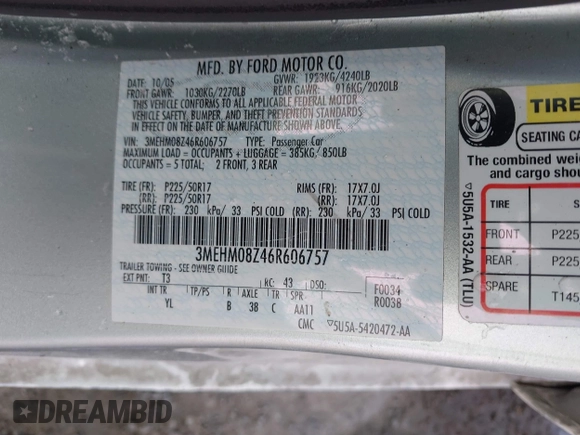 MFD. BY FORD MOTOR CO.
DATE: 10/05 GVWR: 1923KG/4240LB
FRONT GAWR: 1030KG/2270LB REAR GAWR: 916KG/2020LB
THIS VEHICLE CONFORMS TO ALL APPLICABLE FEDERAL MOTOR
VEHICLE SAFETY, BUMPER, AND THEFT PREVENTION STANDARDS
IN EFFECT ON THE DATE OF MANUFACTURE SHOWN ABOVE.
VIN: 3MEHM08Z46R606757 TYPE: Passenger Car
MAXIMUM LOAD = OCCUPANTS + LUGGAGE = 385KG/ 850LB
OCCUPANTS = 5 TOTAL: 2 FRONT, 3 REAR
TIRE (FR): P225/50R17 RIMS (FR): 17X7.0J
(RR): P225/50R17 (RR): 17X7.0J
PRESSURE (FR): 230 kPa/ 33 PSI COLD (RR): 230 kPa/ 33 PSI COLD
3MEHM08Z46R606757
TRAILER TOWING - SEE OWNER GUIDE
EXT PNT: T3 RC: 43 DSO: F0034
R0038
INT TR TP/PS R AXLE TR SPR
YL B 38 C AA11
CMC ▽5U5A-5420472-AA
▽5U5A-1532-AA (TLU)
TIRE
SEATING CA
The combined wei
and cargo shou
TIRE S
FRONT P225
REAR P225
SPARE T145
DREAMBID